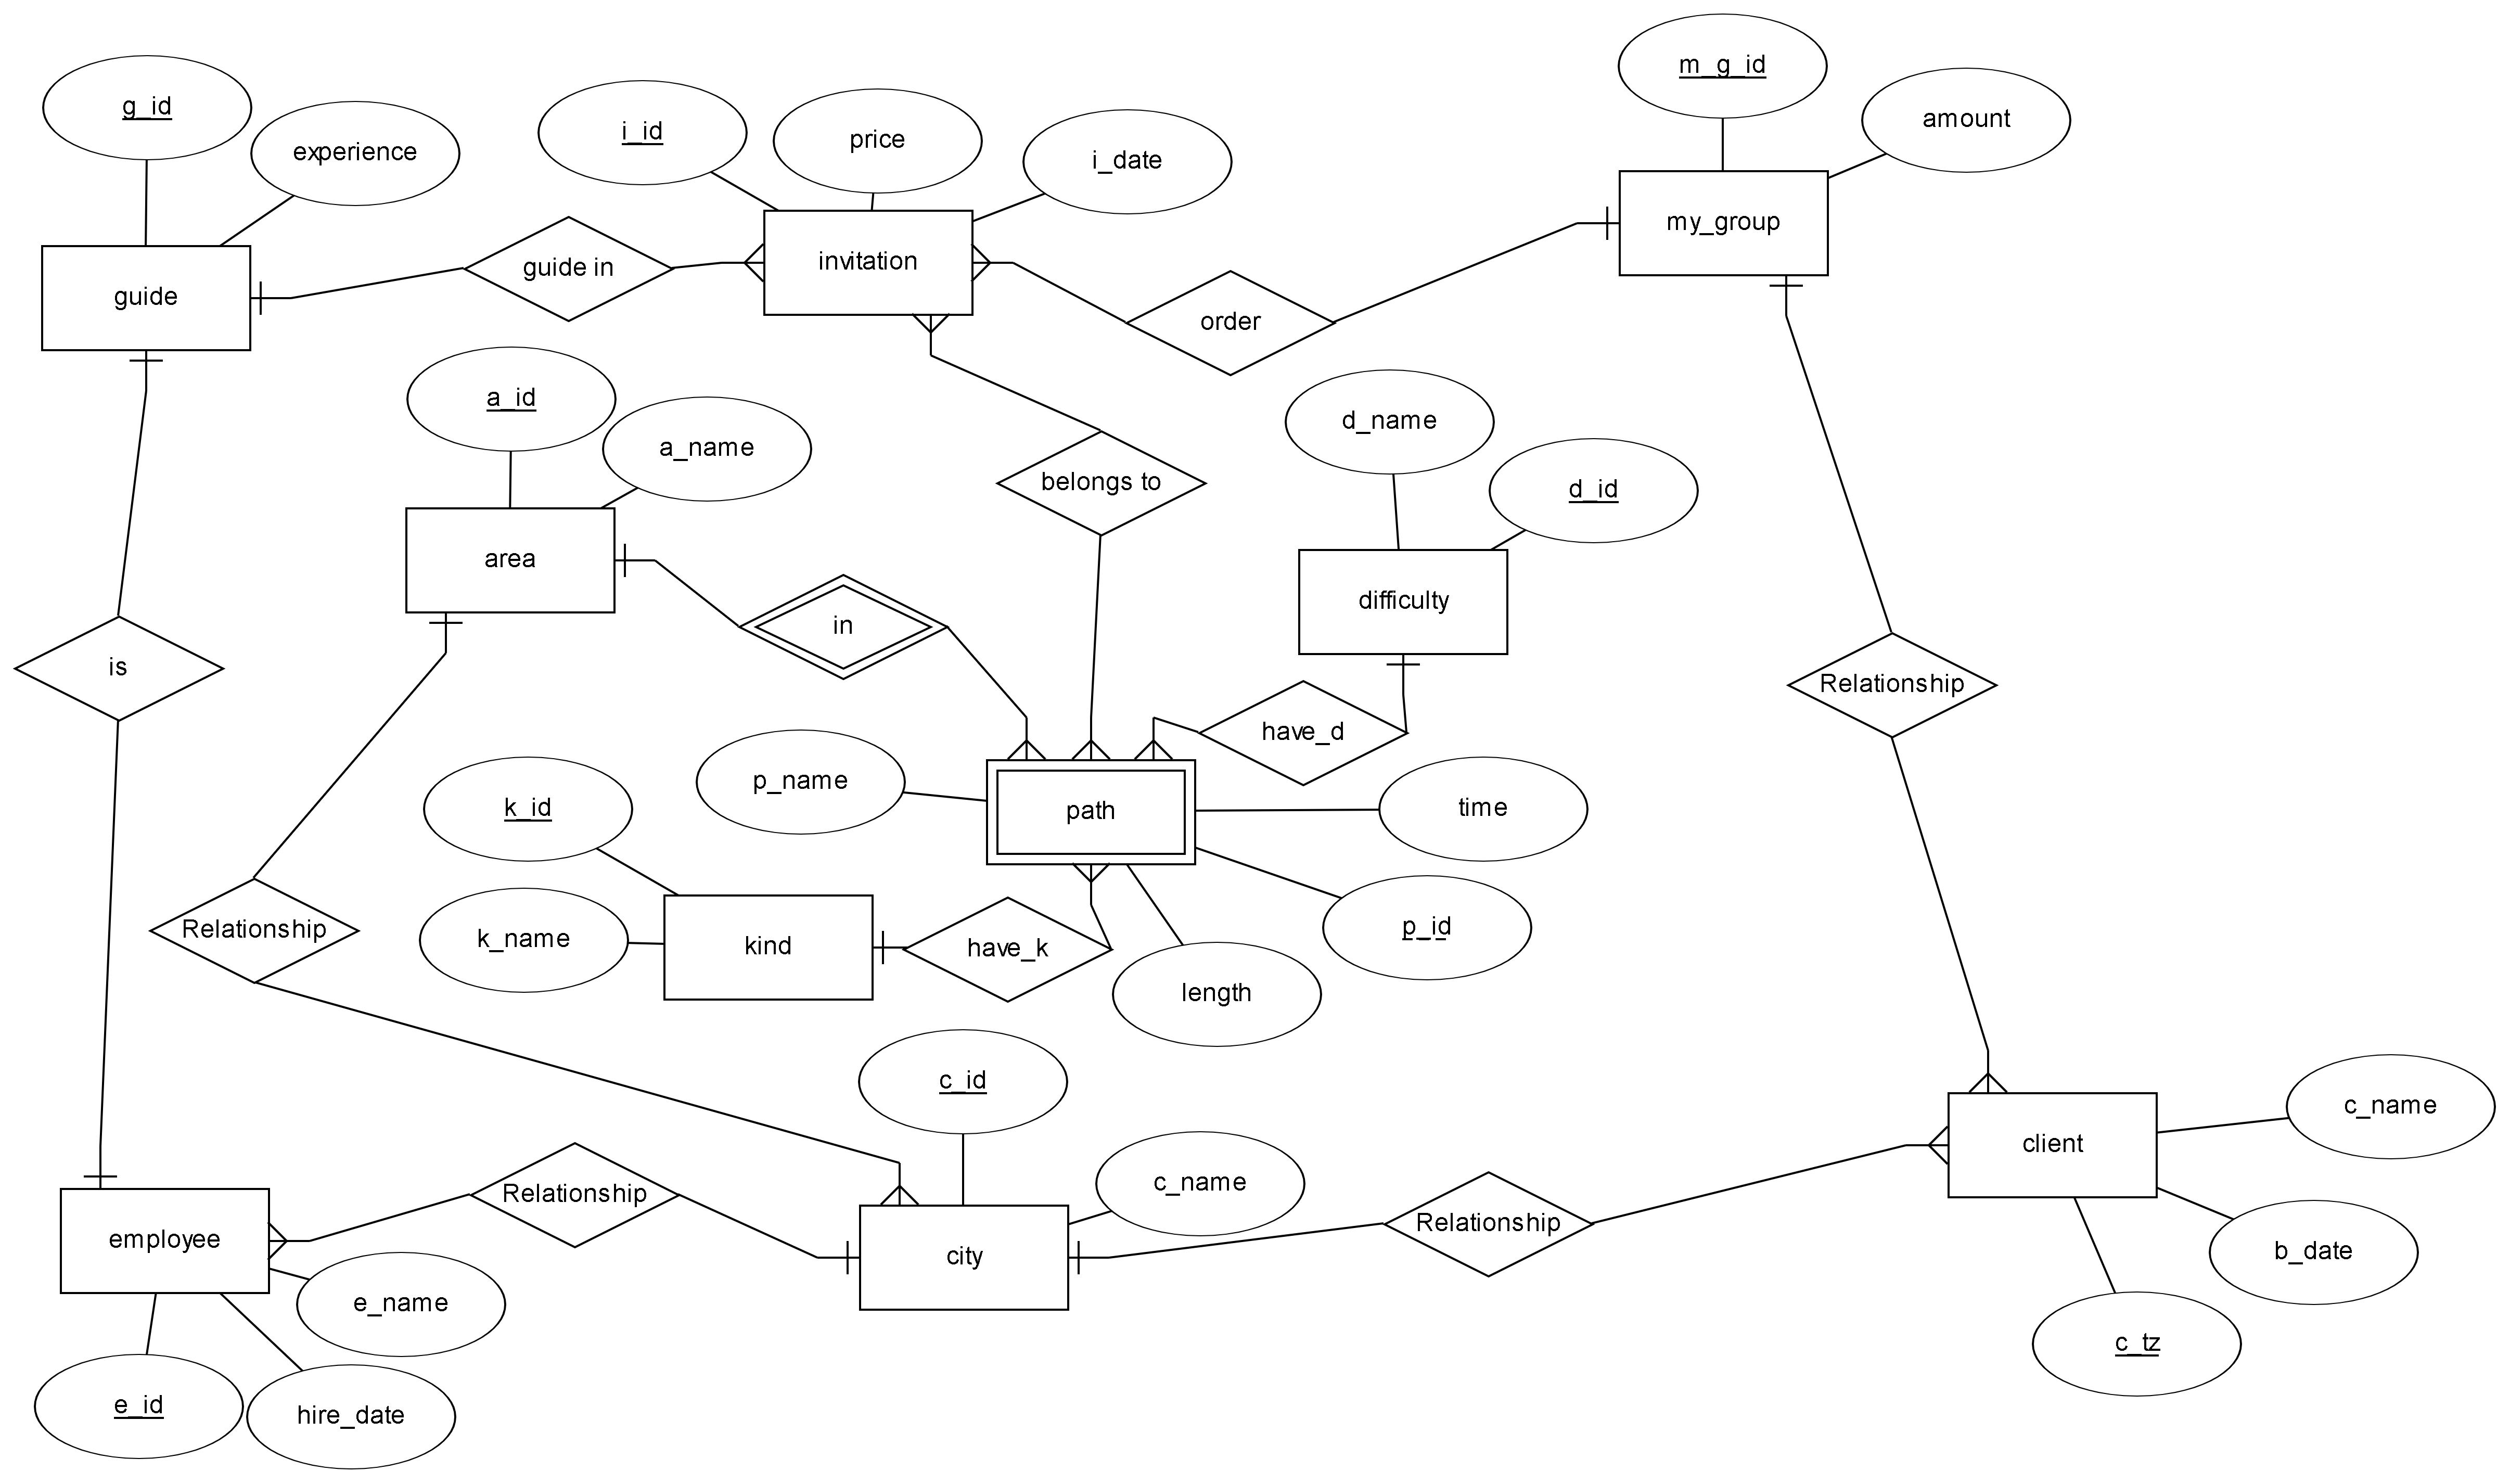 m_g_id
g_id
amount
experience
i_id
price
i_date
my_group
invitation
guide in
guide
order
a_id
a_name
d_name
belongs to
d_id
area
difficulty
in
is
Relationship
have_d
p_name
k_id
path
time
Relationship
k_name
kind
have_k
p_id
length
c_id
c_name
client
Relationship
c_name
employee
city
Relationship
b_date
e_name
c_tz
e_id
hire_date